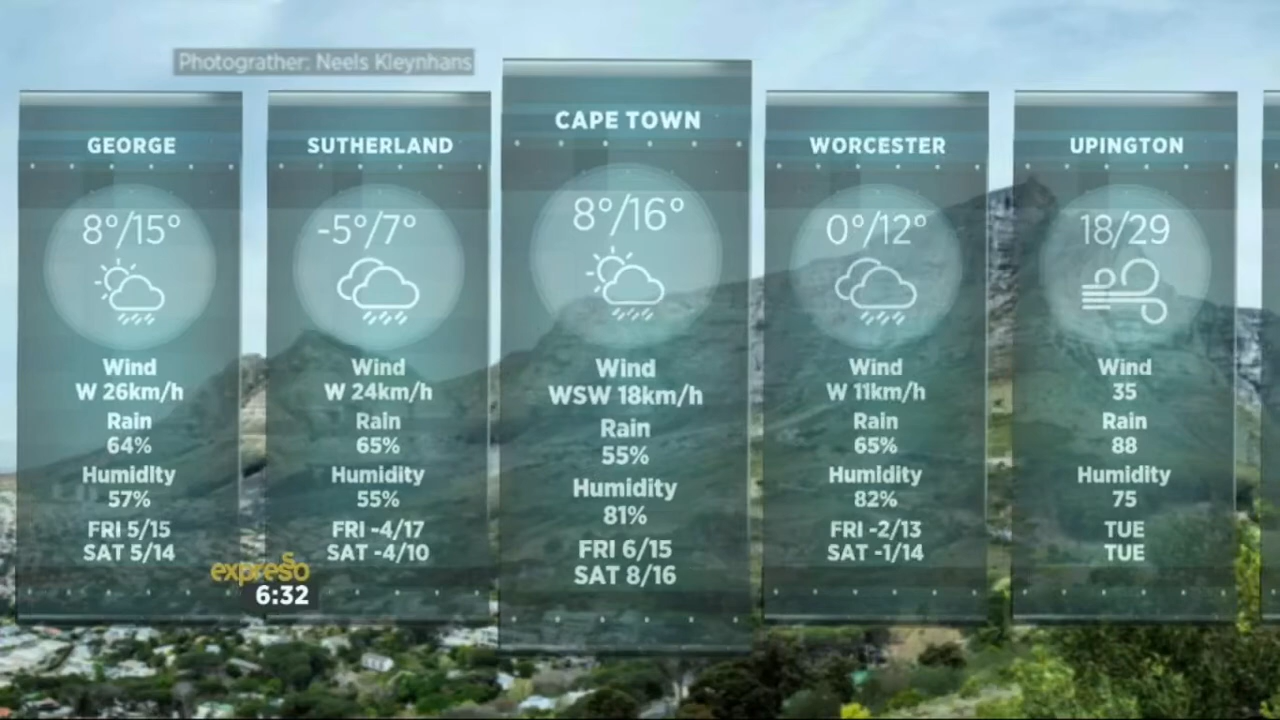 Photograther: Neels Kleynhans
GEORGE
8°/15°
Wind
W 26km/h
Rain
64%
Humidity
57%
FRI 5/15
SAT 5/14
SUTHERLAND
-5°/7°
Wind
W 24km/h
Rain
65%
Humidity
55%
FRI -4/17
SAT -4/10
CAPE TOWN
8°/16°
Wind
WSW 18km/h
Rain
55%
Humidity
81%
FRI 6/15
SAT 8/16
WORCESTER
0°/12°
Wind
W 11km/h
Rain
65%
Humidity
82%
FRI -2/13
SAT -1/14
UPINGTON
18/29
Wind
35
Rain
88
Humidity
75
TUE
TUE
expresso
6:32